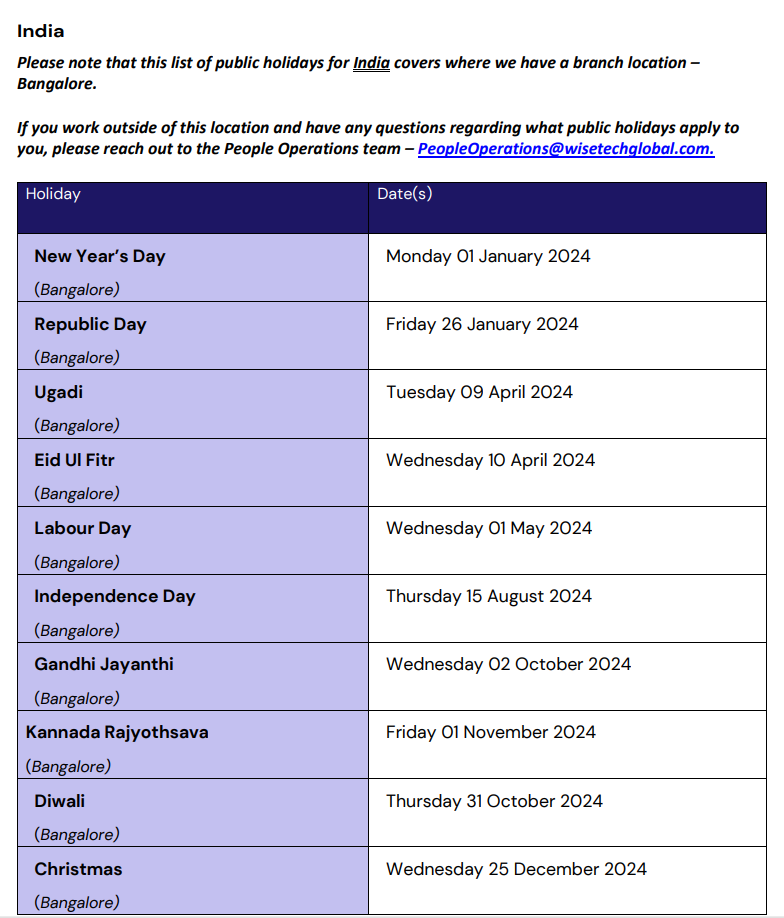 India
Please note that this list of public holidays for India covers where we have a branch location –
Bangalore.
If you work outside of this location and have any questions regarding what public holidays apply to
you, please reach out to the People Operations team – PeopleOperations@wisetechglobal.com.
Holiday Date(s)
New Year’s Day Monday 01 January 2024
(Bangalore)
Republic Day Friday 26 January 2024
(Bangalore)
Ugadi Tuesday 09 April 2024
(Bangalore)
Eid Ul Fitr Wednesday 10 April 2024
(Bangalore)
Labour Day Wednesday 01 May 2024
(Bangalore)
Independence Day Thursday 15 August 2024
(Bangalore)
Gandhi Jayanthi Wednesday 02 October 2024
(Bangalore)
Kannada Rajyothsava Friday 01 November 2024
(Bangalore)
Diwali Thursday 31 October 2024
(Bangalore)
Christmas Wednesday 25 December 2024
(Bangalore)